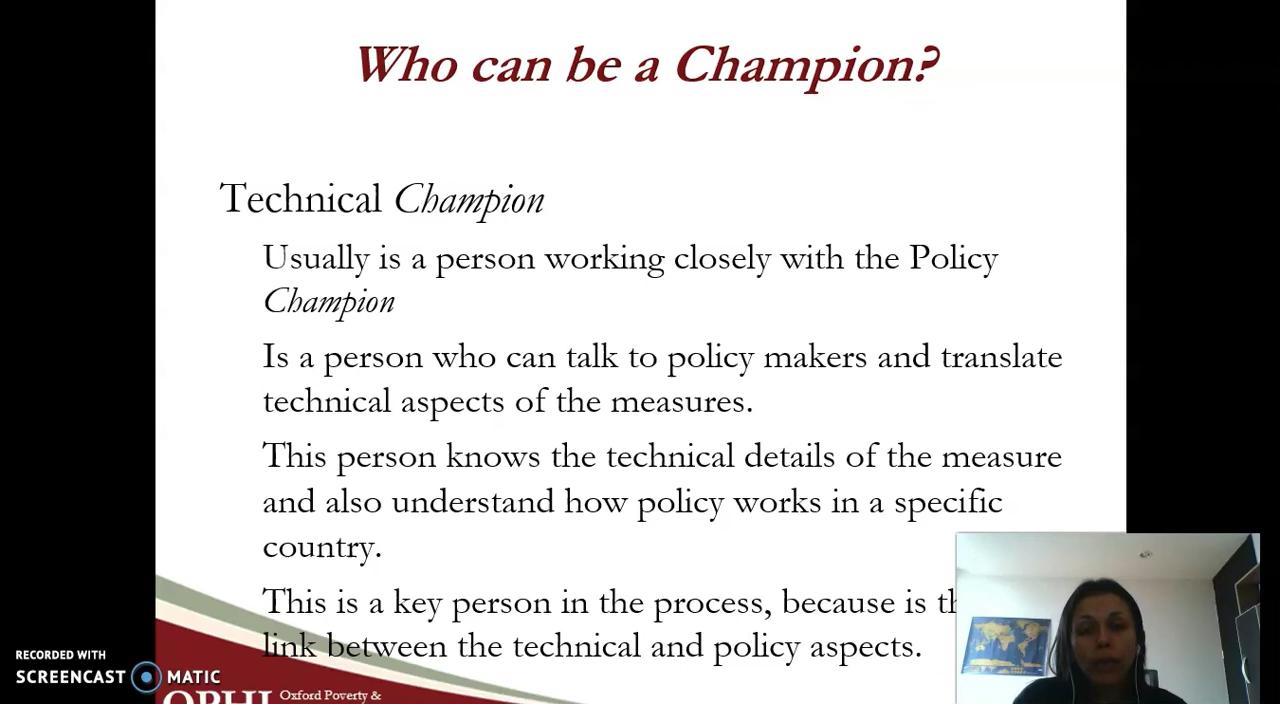 Who can be a Champion?
Technical Champion
Usually is a person working closely with the Policy
Champion
Is a person who can talk to policy makers and translate
technical aspects of the measures.
This person knows the technical details of the measure
and also understand how policy works in a specific
country.
This is a key person in the process, because is
link between the technical and policy aspects.
RECORDED WITH
SCREENCAST MATIC
OPHI Oxford Poverty &